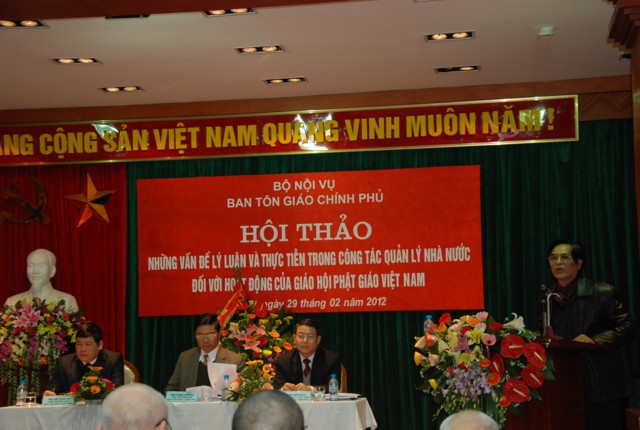 ANG CỘNG SẢN VIỆT NAM QUANG VINH MUÔN NĂM !
BỘ NỘI VỤ
BAN TÔN GIÁO CHÍNH PHỦ
HỘI THẢO
NHỮNG VẤN ĐỀ LÝ LUẬN VÀ THỰC TIỄN TRONG CÔNG TÁC QUẢN LÝ NHÀ NƯỚC
ĐỐI VỚI HOẠT ĐỘNG CỦA GIÁO HỘI PHẬT GIÁO VIỆT NAM
29 tháng 02 năm 2012